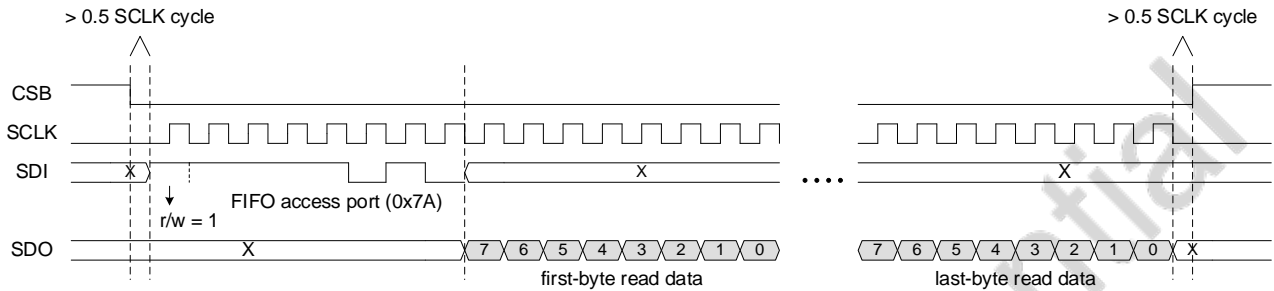 > 0.5 SCLK cycle > 0.5 SCLK cycle
CSB
SCLK
SDI X X X
FIFO access port (0x7A) ....
r/w = 1
SDO X 7 6 5 4 3 2 1 0 7 6 5 4 3 2 1 0 X
first-byte read data last-byte read data
ntial